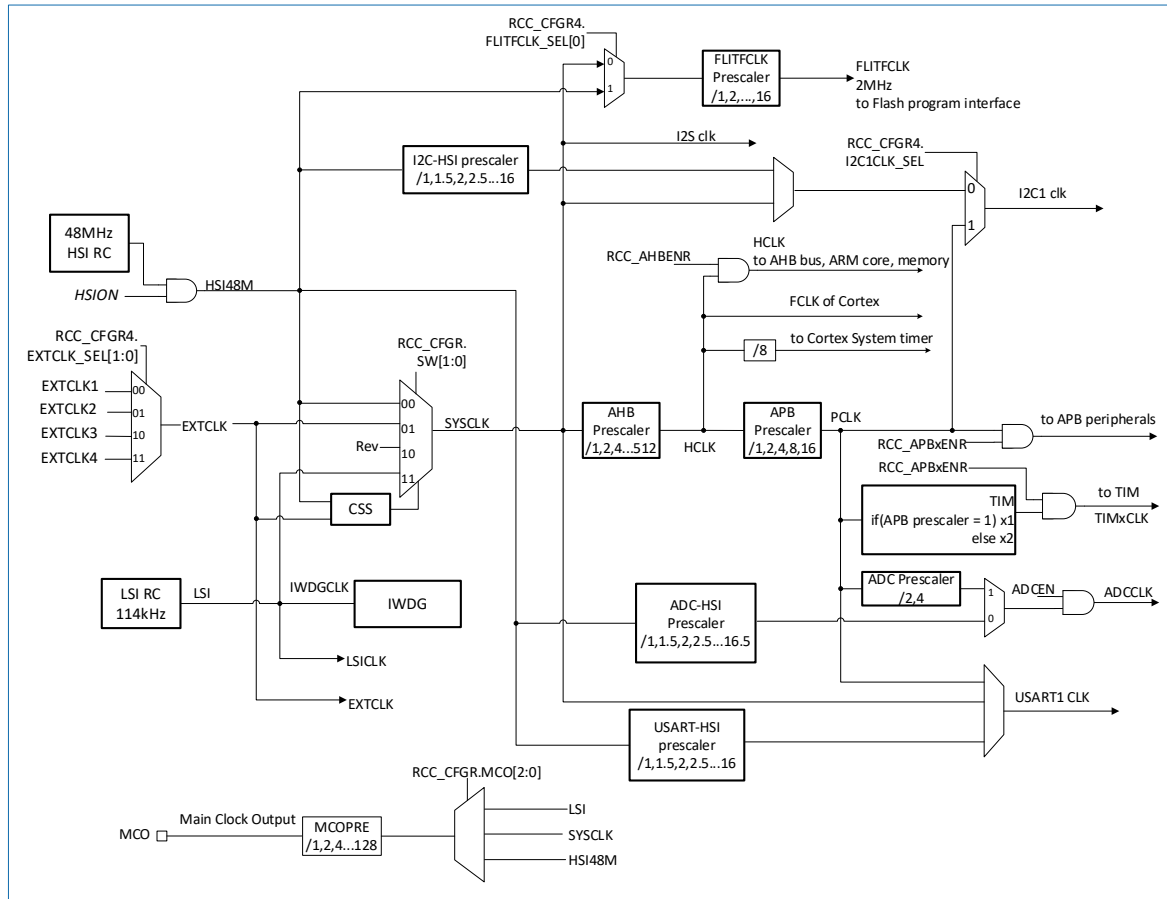 RCC_CFGR4.
FLITFCLK_SEL[0]
0
1
FLITFCLK
Prescaler
/1,2,...,16
FLITFCLK
2MHz
to Flash program interface
I2S clk
RCC_CFGR4.
I2C1CLK_SEL
I2C-HSI prescaler
/1,1.5,2,2.5...16
0
1
I2C1 clk
48MHz
HSI RC
HSION
HSI48M
RCC_AHBENR
HCLK
to AHB bus, ARM core, memory
FCLK of Cortex
/8
to Cortex System timer
RCC_CFGR4.
EXTCLK_SEL[1:0]
EXTCLK1
EXTCLK2
EXTCLK3
EXTCLK4
00
01
10
11
EXTCLK
RCC_CFGR.
SW[1:0]
00
01
Rev
10
11
SYSCLK
CSS
AHB
Prescaler
/1,2,4...512
HCLK
APB
Prescaler
/1,2,4,8,16
PCLK
to APB peripherals
RCC_APBxENR
RCC_APBxENR
TIM
if(APB prescaler = 1) x1
else x2
to TIM
TIMxCLK
LSI RC
114kHz
LSI
IWDGCLK
IWDG
LSICLK
EXTCLK
ADC-HSI
Prescaler
/1,1.5,2,2.5...16.5
ADC Prescaler
/2,4
1
0
ADCEN
ADCCLK
USART-HSI
prescaler
/1,1.5,2,2.5...16
USART1 CLK
RCC_CFGR.MCO[2:0]
MCO
Main Clock Output
MCOPRE
/1,2,4...128
LSI
SYSCLK
HSI48M